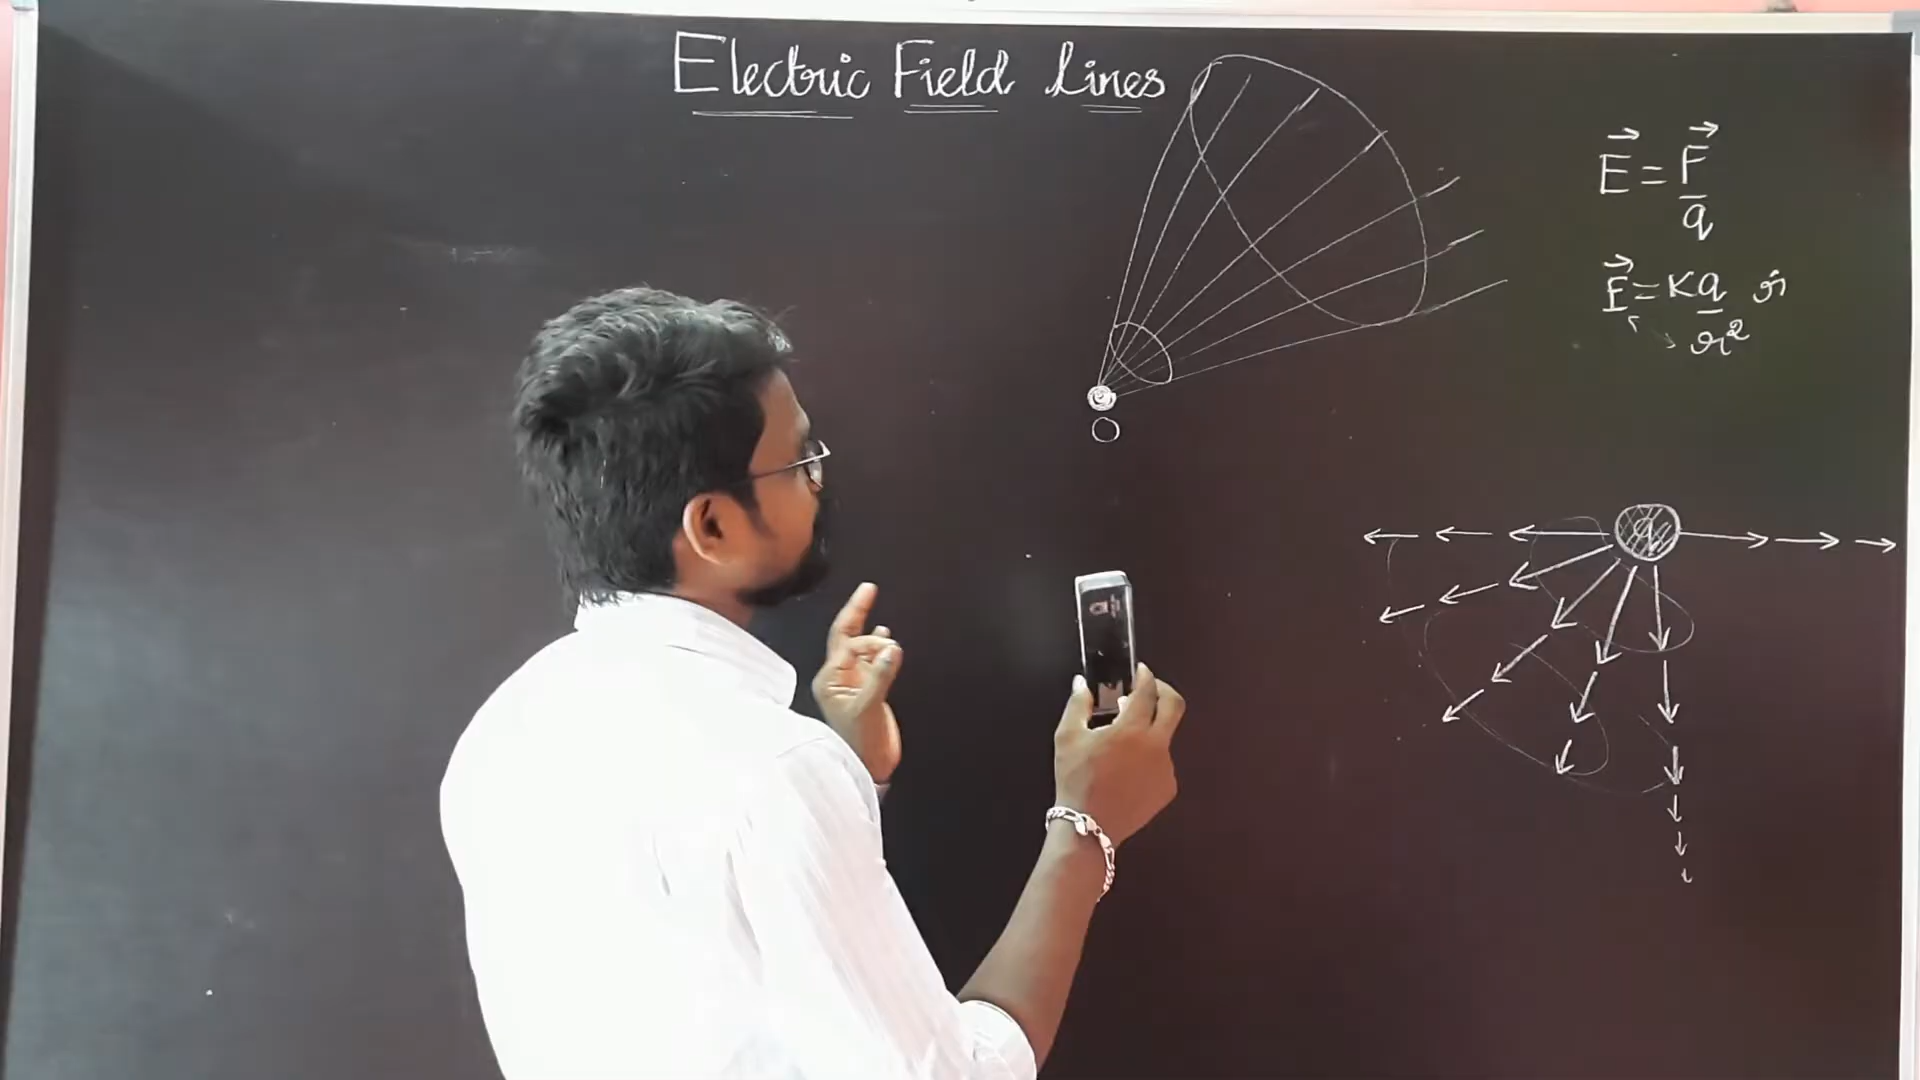 Electric Field Lines
E = F/q
E = Kq/r² r̂
O
q